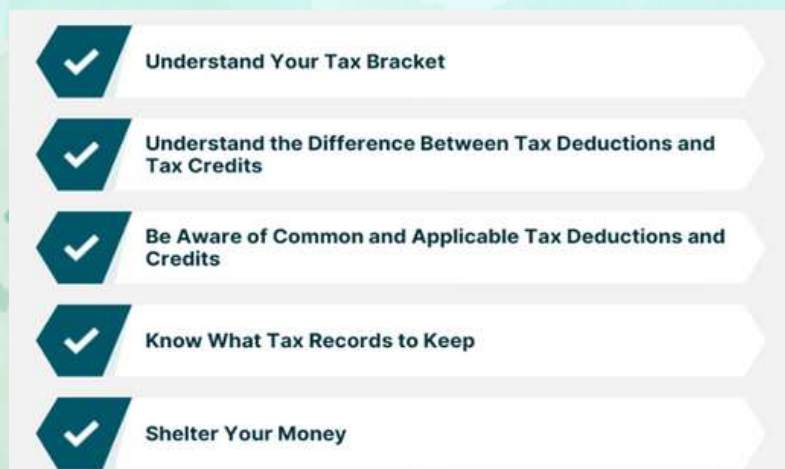 Understand Your Tax Bracket
Understand the Difference Between Tax Deductions and
Tax Credits
Be Aware of Common and Applicable Tax Deductions and
Credits
Know What Tax Records to Keep
Shelter Your Money